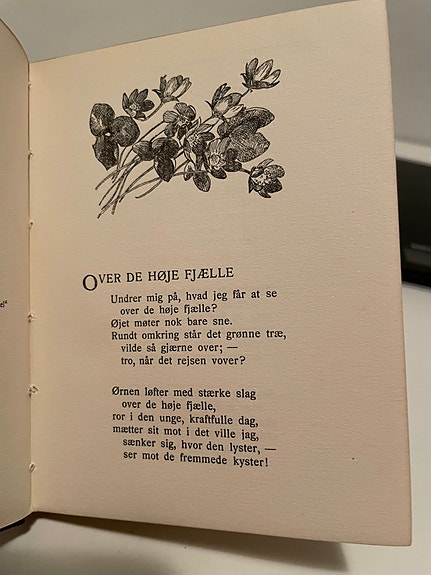 el"
OVER DE HØJE FJÆLLE
Undrer mig på, hvad jeg får at se
over de høje fjælle?
Øjet møter nok bare sne.
Rundt omkring står det grønne træ,
vilde så gjærne over; —
tro, når det rejsen vover?
Ørnen løfter med stærke slag
over de høje fjælle,
ror i den unge, kraftfulle dag,
mætter sit mot i det ville jag,
sænker sig, hvor den lyster, —
ser mot de fremmede kyster!